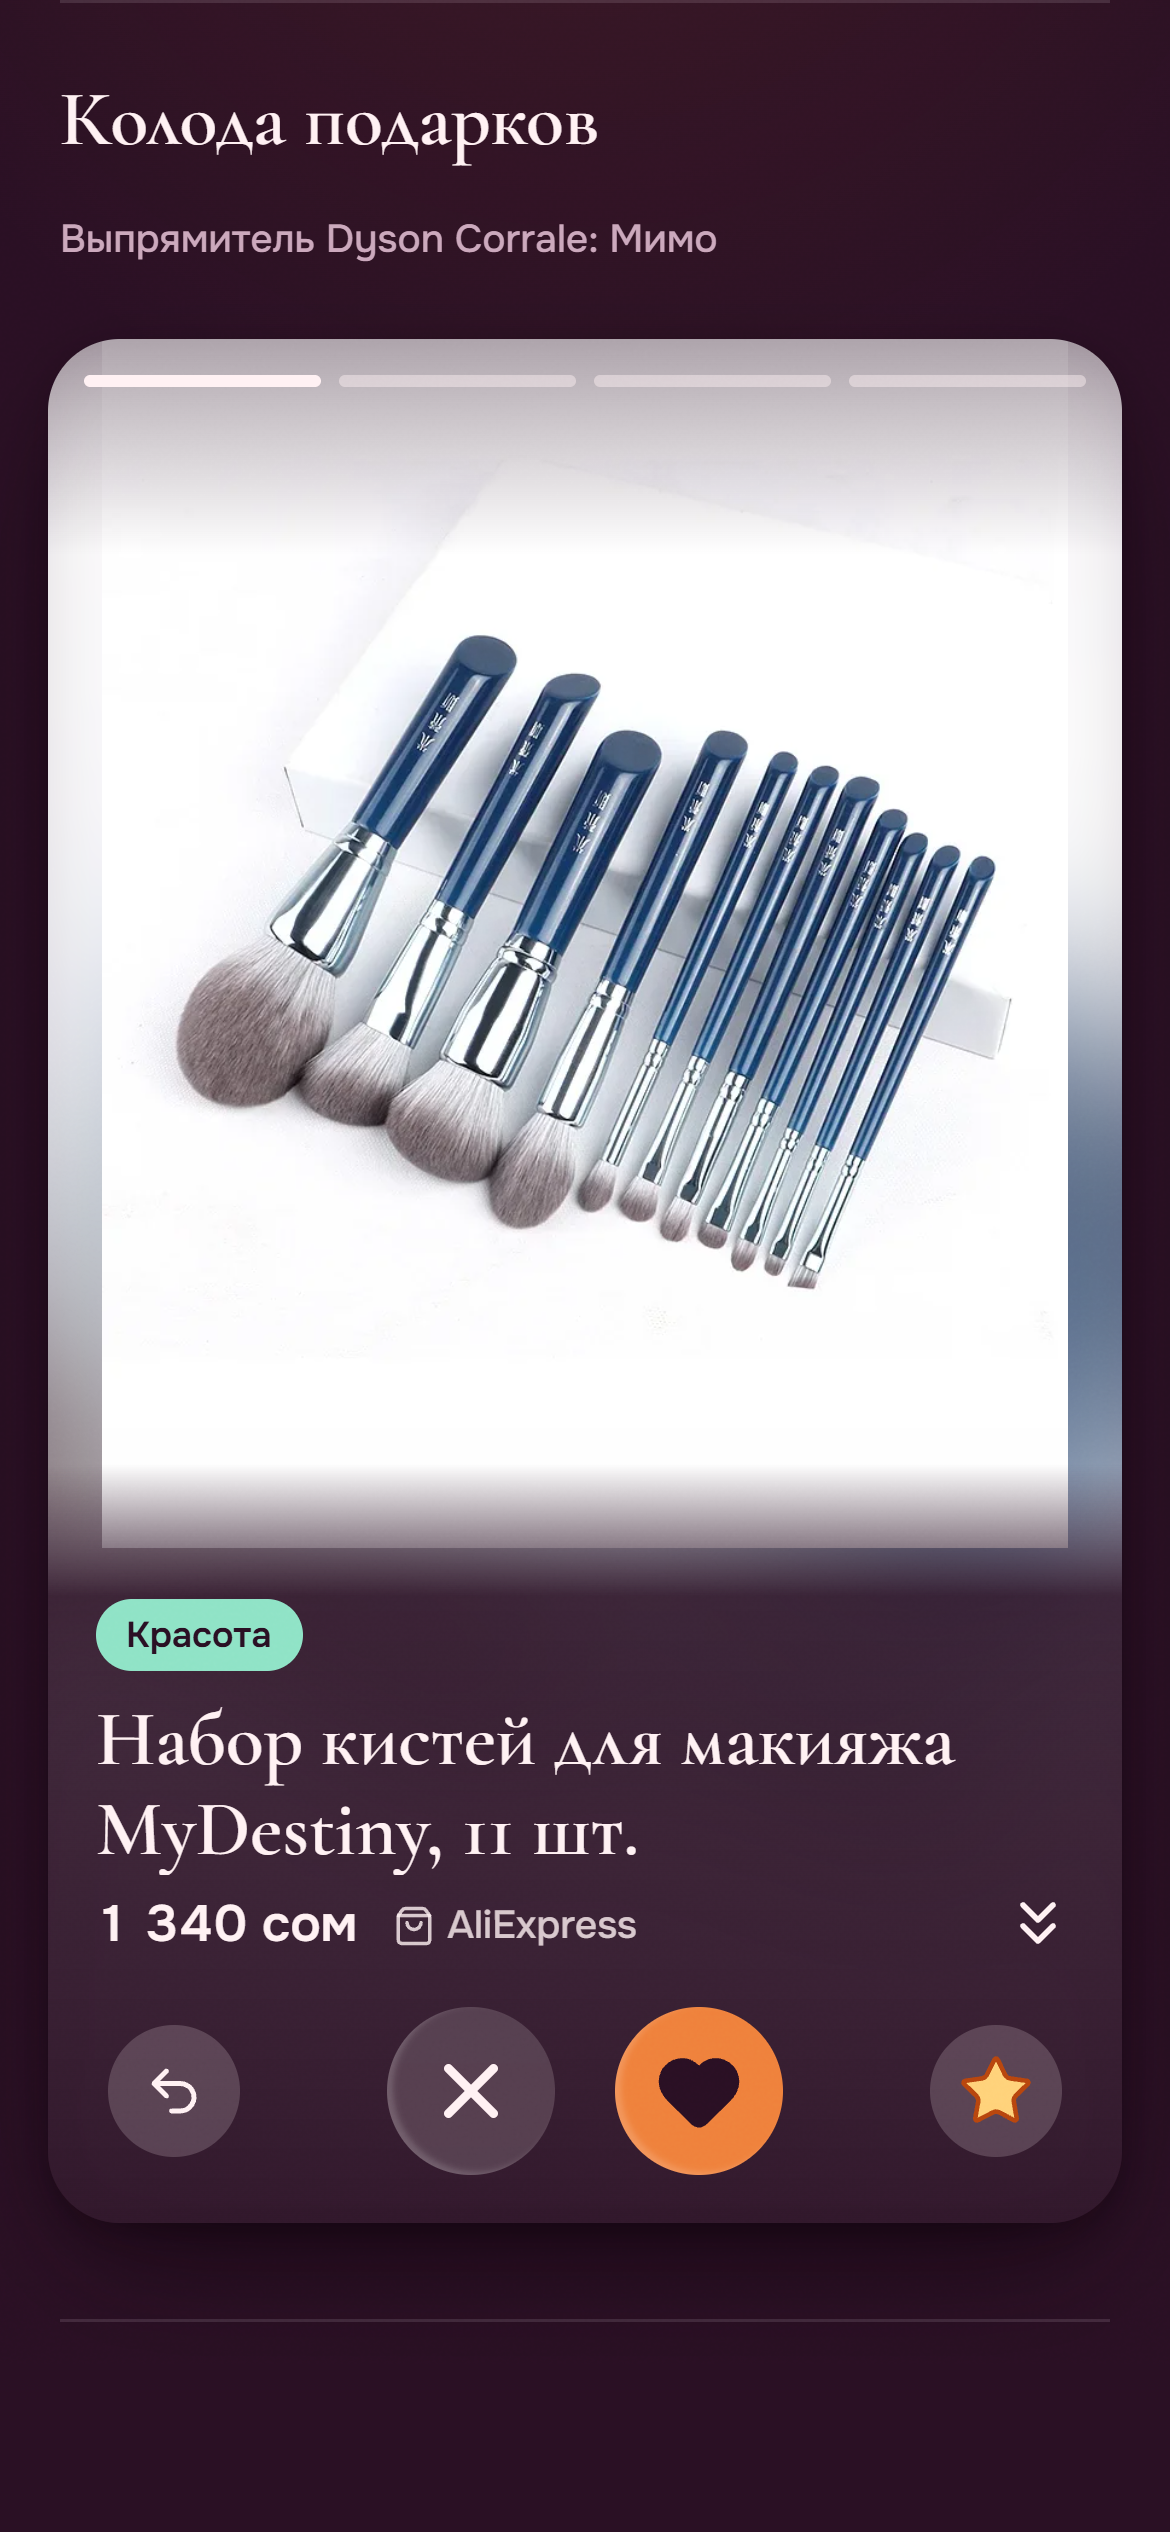 Колода подарков
Выпрямитель Dyson Corrale: Мимо
Красота
Набор кистей для макияжа
MyDestiny, 11 шт.
1 340 сом AliExpress